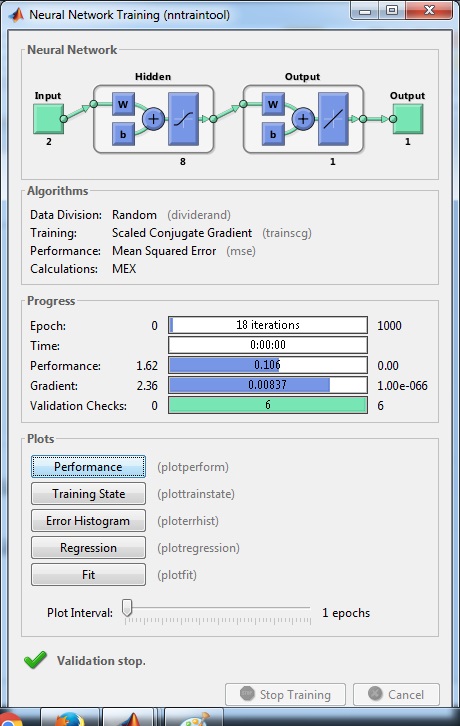 Neural Network Training (nntraintool)
Neural Network
Hidden
Output
Input
Output
W
W
b
+
b
+
2
1
8
1
Algorithms
Data Division: Random (dividerand)
Training: Scaled Conjugate Gradient (trainscg)
Performance: Mean Squared Error (mse)
Calculations: MEX
Progress
Epoch: 0 18 iterations 1000
Time: 0:00:00
Performance: 1.62 0.106 0.00
Gradient: 2.36 0.00837 1.00e-066
Validation Checks: 0 6 6
Plots
Performance (plotperform)
Training State (plottrainstate)
Error Histogram (ploterrhist)
Regression (plotregression)
Fit (plotfit)
Plot Interval: 1 epochs
Validation stop.
Stop Training Cancel